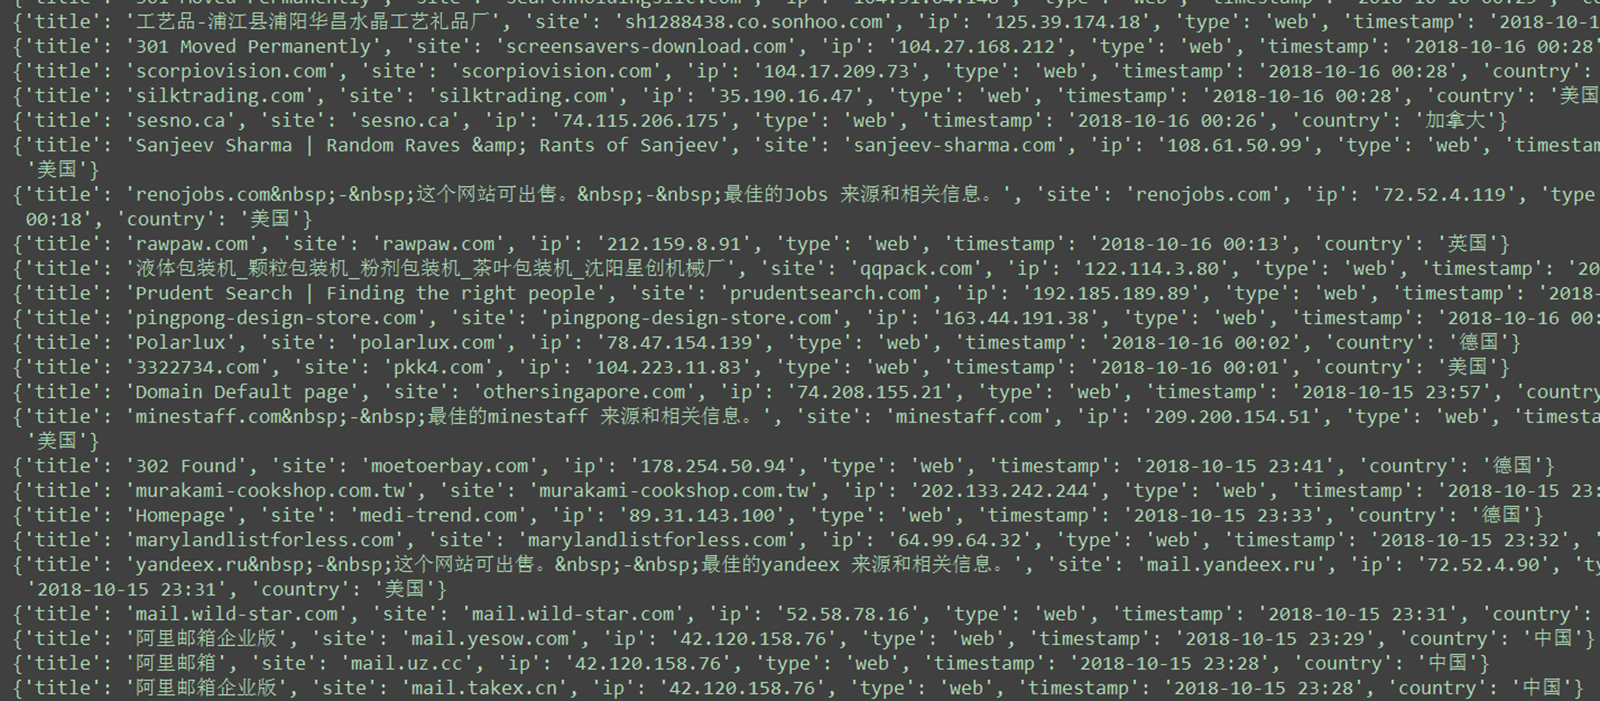 301 Moved Permanently', 'site': 'searchholdingsllc.com', 'ip': '104.31.84.148', 'type': 'web', 'timestamp': '2018-10-16 00:29'
{'title': '工艺品-浦江县浦阳华昌水晶工艺礼品厂', 'site': 'sh1288438.co.sonhoo.com', 'ip': '125.39.174.18', 'type': 'web', 'timestamp': '2018-10-1
{'title': '301 Moved Permanently', 'site': 'screensavers-download.com', 'ip': '104.27.168.212', 'type': 'web', 'timestamp': '2018-10-16 00:28'
{'title': 'scorpiovision.com', 'site': 'scorpiovision.com', 'ip': '104.17.209.73', 'type': 'web', 'timestamp': '2018-10-16 00:28', 'country':
{'title': 'silktrading.com', 'site': 'silktrading.com', 'ip': '35.190.16.47', 'type': 'web', 'timestamp': '2018-10-16 00:28', 'country': '美国
{'title': 'sesno.ca', 'site': 'sesno.ca', 'ip': '74.115.206.175', 'type': 'web', 'timestamp': '2018-10-16 00:26', 'country': '加拿大'}
{'title': 'Sanjeev Sharma | Random Raves &amp; Rants of Sanjeev', 'site': 'sanjeev-sharma.com', 'ip': '108.61.50.99', 'type': 'web', 'timestam
'美国'}
{'title': 'renojobs.com&nbsp;-&nbsp;这个网站可出售。&nbsp;-&nbsp;最佳的Jobs 来源和相关信息。', 'site': 'renojobs.com', 'ip': '72.52.4.119', 'type
00:18', 'country': '美国'}
{'title': 'rawpaw.com', 'site': 'rawpaw.com', 'ip': '212.159.8.91', 'type': 'web', 'timestamp': '2018-10-16 00:13', 'country': '英国'}
{'title': '液体包装机_颗粒包装机_粉剂包装机_茶叶包装机_沈阳星创机械厂', 'site': 'qqpack.com', 'ip': '122.114.3.80', 'type': 'web', 'timestamp': '20
{'title': 'Prudent Search | Finding the right people', 'site': 'prudentsearch.com', 'ip': '192.185.189.89', 'type': 'web', 'timestamp': '2018-
{'title': 'pingpong-design-store.com', 'site': 'pingpong-design-store.com', 'ip': '163.44.191.38', 'type': 'web', 'timestamp': '2018-10-16 00:
{'title': 'Polarlux', 'site': 'polarlux.com', 'ip': '78.47.154.139', 'type': 'web', 'timestamp': '2018-10-16 00:02', 'country': '德国'}
{'title': '3322734.com', 'site': 'pkk4.com', 'ip': '104.223.11.83', 'type': 'web', 'timestamp': '2018-10-16 00:01', 'country': '美国'}
{'title': 'Domain Default page', 'site': 'othersingapore.com', 'ip': '74.208.155.21', 'type': 'web', 'timestamp': '2018-10-15 23:57', 'country
{'title': 'minestaff.com&nbsp;-&nbsp;最佳的minestaff 来源和相关信息。', 'site': 'minestaff.com', 'ip': '209.200.154.51', 'type': 'web', 'timesta
'美国'}
{'title': '302 Found', 'site': 'moetoerbay.com', 'ip': '178.254.50.94', 'type': 'web', 'timestamp': '2018-10-15 23:41', 'country': '德国'}
{'title': 'murakami-cookshop.com.tw', 'site': 'murakami-cookshop.com.tw', 'ip': '202.133.242.244', 'type': 'web', 'timestamp': '2018-10-15 23:
{'title': 'Homepage', 'site': 'medi-trend.com', 'ip': '89.31.143.100', 'type': 'web', 'timestamp': '2018-10-15 23:33', 'country': '德国'}
{'title': 'marylandlistforless.com', 'site': 'marylandlistforless.com', 'ip': '64.99.64.32', 'type': 'web', 'timestamp': '2018-10-15 23:32', '
{'title': 'yandeex.ru&nbsp;-&nbsp;这个网站可出售。&nbsp;-&nbsp;最佳的yandeex 来源和相关信息。', 'site': 'mail.yandeex.ru', 'ip': '72.52.4.90', 'ty
'2018-10-15 23:31', 'country': '美国'}
{'title': 'mail.wild-star.com', 'site': 'mail.wild-star.com', 'ip': '52.58.78.16', 'type': 'web', 'timestamp': '2018-10-15 23:31', 'country':
{'title': '阿里邮箱企业版', 'site': 'mail.yesow.com', 'ip': '42.120.158.76', 'type': 'web', 'timestamp': '2018-10-15 23:29', 'country': '中国'}
{'title': '阿里邮箱', 'site': 'mail.uz.cc', 'ip': '42.120.158.76', 'type': 'web', 'timestamp': '2018-10-15 23:28', 'country': '中国'}
{'title': '阿里邮箱企业版', 'site': 'mail.takex.cn', 'ip': '42.120.158.76', 'type': 'web', 'timestamp': '2018-10-15 23:28', 'country': '中国'}